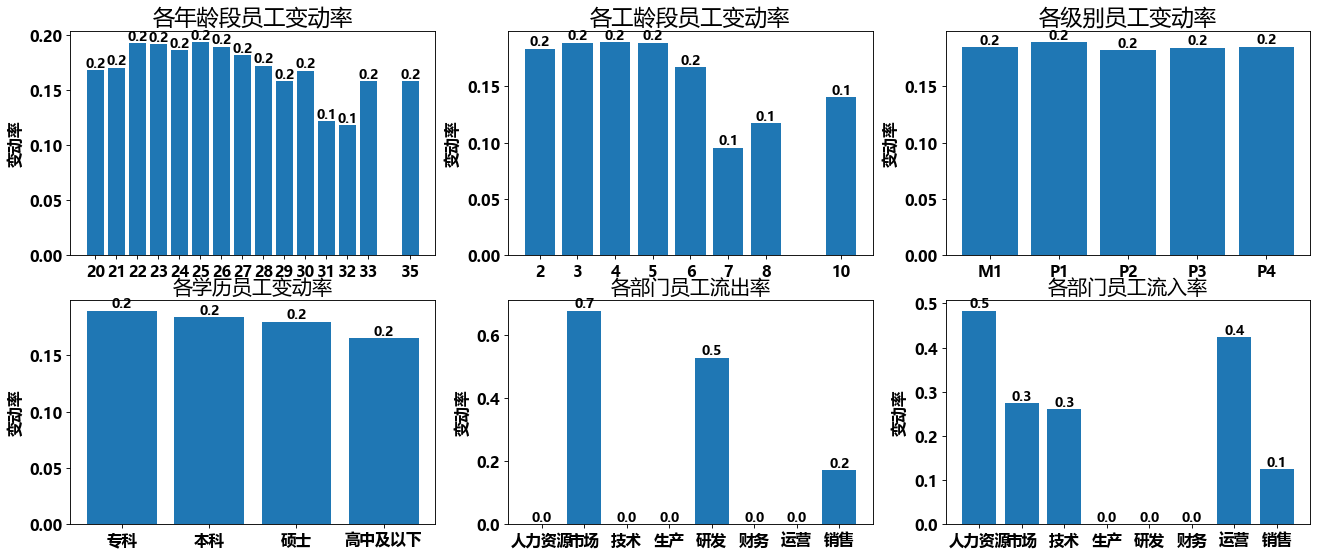 各年龄段员工变动率
变动率
0.20
0.15
0.10
0.05
0.00
0.2 0.2 0.2 0.2 0.2 0.2 0.2 0.2 0.2 0.2 0.2 0.1 0.1 0.2 0.2
20 21 22 23 24 25 26 27 28 29 30 31 32 33 35
各工龄段员工变动率
变动率
0.15
0.10
0.05
0.00
0.2 0.2 0.2 0.2 0.2 0.1 0.1 0.1
2 3 4 5 6 7 8 10
各级别员工变动率
变动率
0.15
0.10
0.05
0.00
0.2 0.2 0.2 0.2 0.2
M1 P1 P2 P3 P4
各学历员工变动率
变动率
0.15
0.10
0.05
0.00
0.2 0.2 0.2 0.2
专科 本科 硕士 高中及以下
各部门员工流出率
变动率
0.6
0.4
0.2
0.0
0.0 0.7 0.0 0.0 0.5 0.0 0.0 0.2
人力资源 市场 技术 生产 研发 财务 运营 销售
各部门员工流入率
变动率
0.5
0.4
0.3
0.2
0.1
0.0
0.5 0.3 0.3 0.0 0.0 0.0 0.4 0.1
人力资源 市场 技术 生产 研发 财务 运营 销售